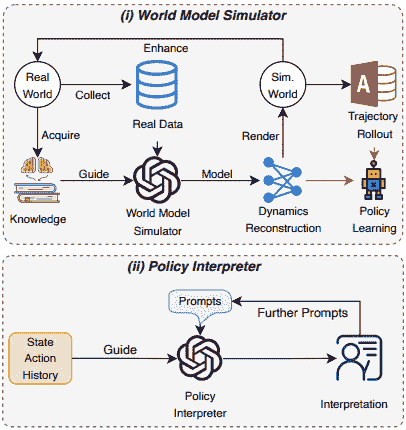 (i) World Model Simulator
Enhance
Real
World
Collect
Sim.
World
A
Acquire
Real Data
Render
Trajectory
Rollout
Guide
Model
Knowledge
World Model
Simulator
Dynamics
Reconstruction
Policy
Learning
(ii) Policy Interpreter
Prompts
Further Prompts
State
Action
History
Guide
Policy
Interpreter
Interpretation